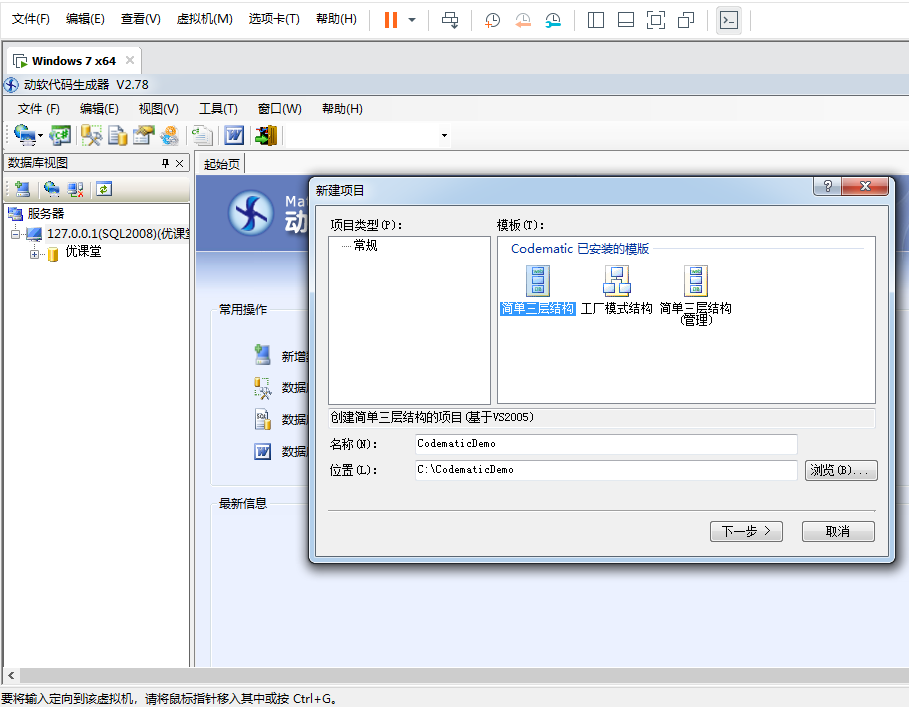 文件(F) 编辑(E) 查看(V) 虚拟机(M) 选项卡(T) 帮助(H)
Windows 7 x64
动软代码生成器 V2.78
文件 (F) 编辑(E) 视图(V) 工具(T) 窗口(W) 帮助(H)
数据库视图
起始页
服务器
127.0.0.1(SQL2008)(优课堂
优课堂
Ma
动
常用操作
新增
数据
数据
数据
最新信息
新建项目
项目类型(P):
常规
模板(T):
Codematic 已安装的模版
简单三层结构
工厂模式结构
简单三层结构
(管理)
创建简单三层结构的项目(基于VS2005)
名称(N):
CodematicDemo
位置(L):
C:\CodematicDemo
浏览(B)...
下一步 >
取消
要将输入定向到该虚拟机，请将鼠标指针移入其中或按 Ctrl+G。